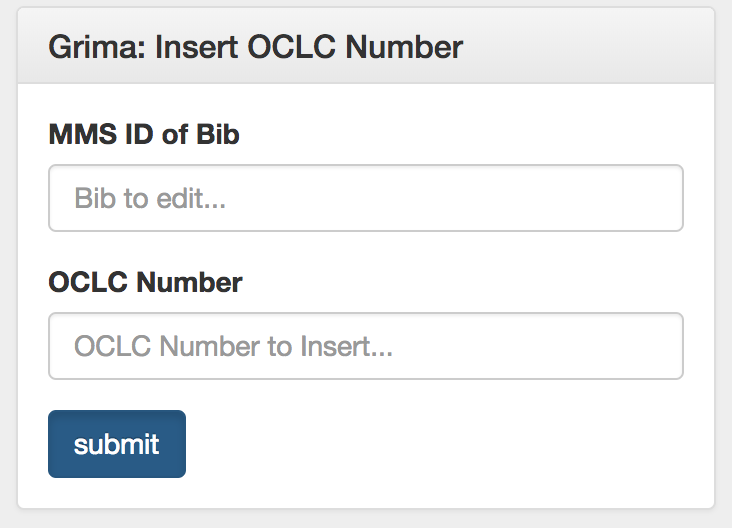 Grima: Insert OCLC Number
MMS ID of Bib
Bib to edit...
OCLC Number
OCLC Number to Insert...
submit